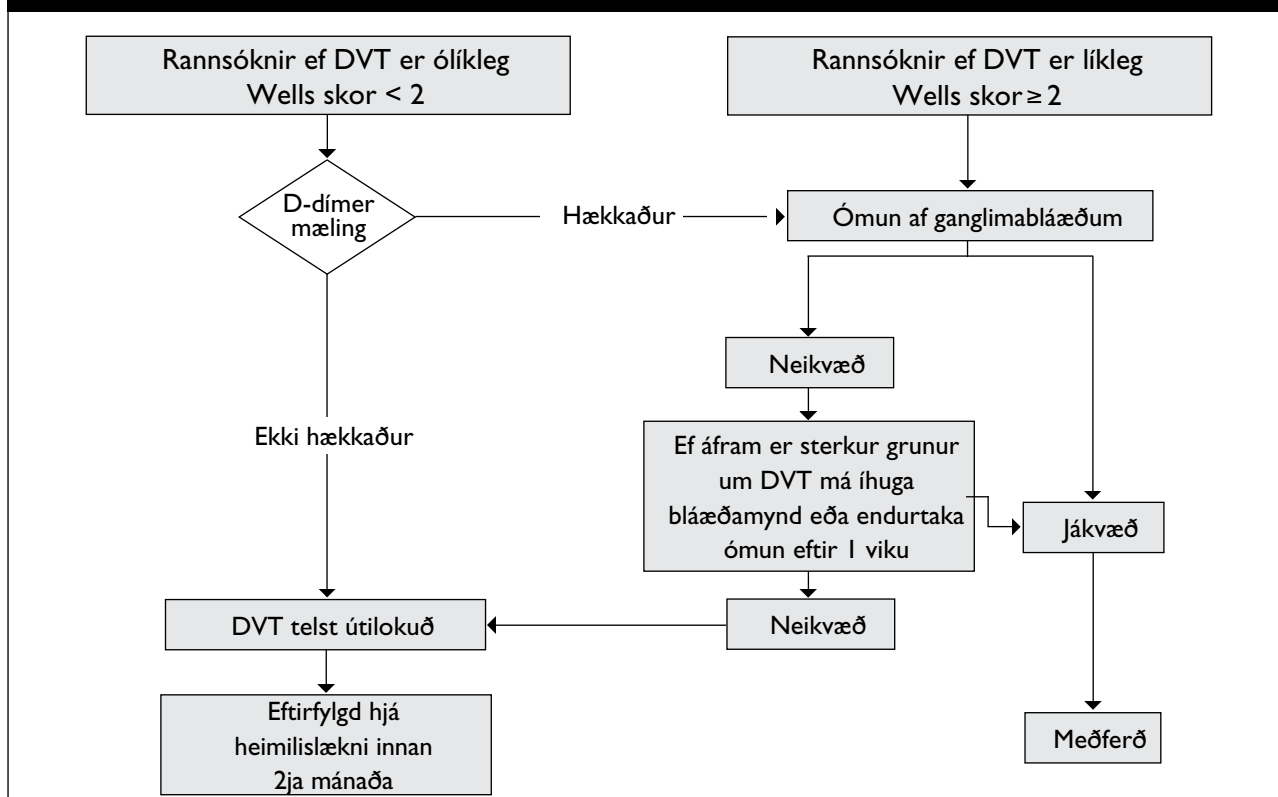 Rannsóknir ef DVT er ólíkleg
Wells skor < 2
Rannsóknir ef DVT er líkleg
Wells skor ≥ 2
D-dímer
mæling
Hækkaður
Ómun af ganglimabláæðum
Neikvæð
Ekki hækkaður
Ef áfram er sterkur grunur
um DVT má íhuga
bláæðamynd eða endurtaka
ómun eftir 1 viku
Jákvæð
DVT telst útilokuð
Neikvæð
Eftirfylgd hjá
heimilislækni innan
2ja mánaða
Meðferð